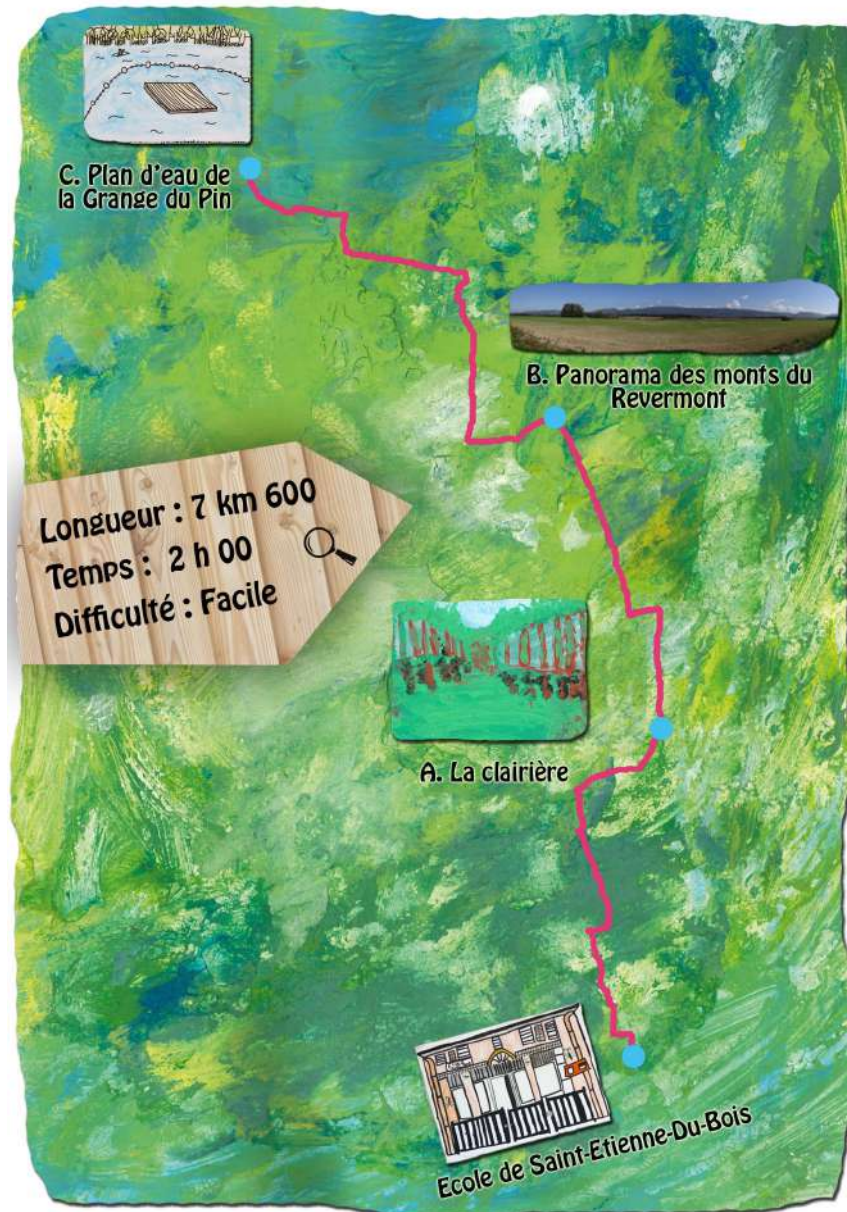 C. Plan d'eau de
la Grange du Pin
B. Panorama des monts du
Revermont
Longueur : 7 km 600
Temps : 2 h 00
Difficulté : Facile
A. La clairière
Ecole de Saint-Etienne-Du-Bois